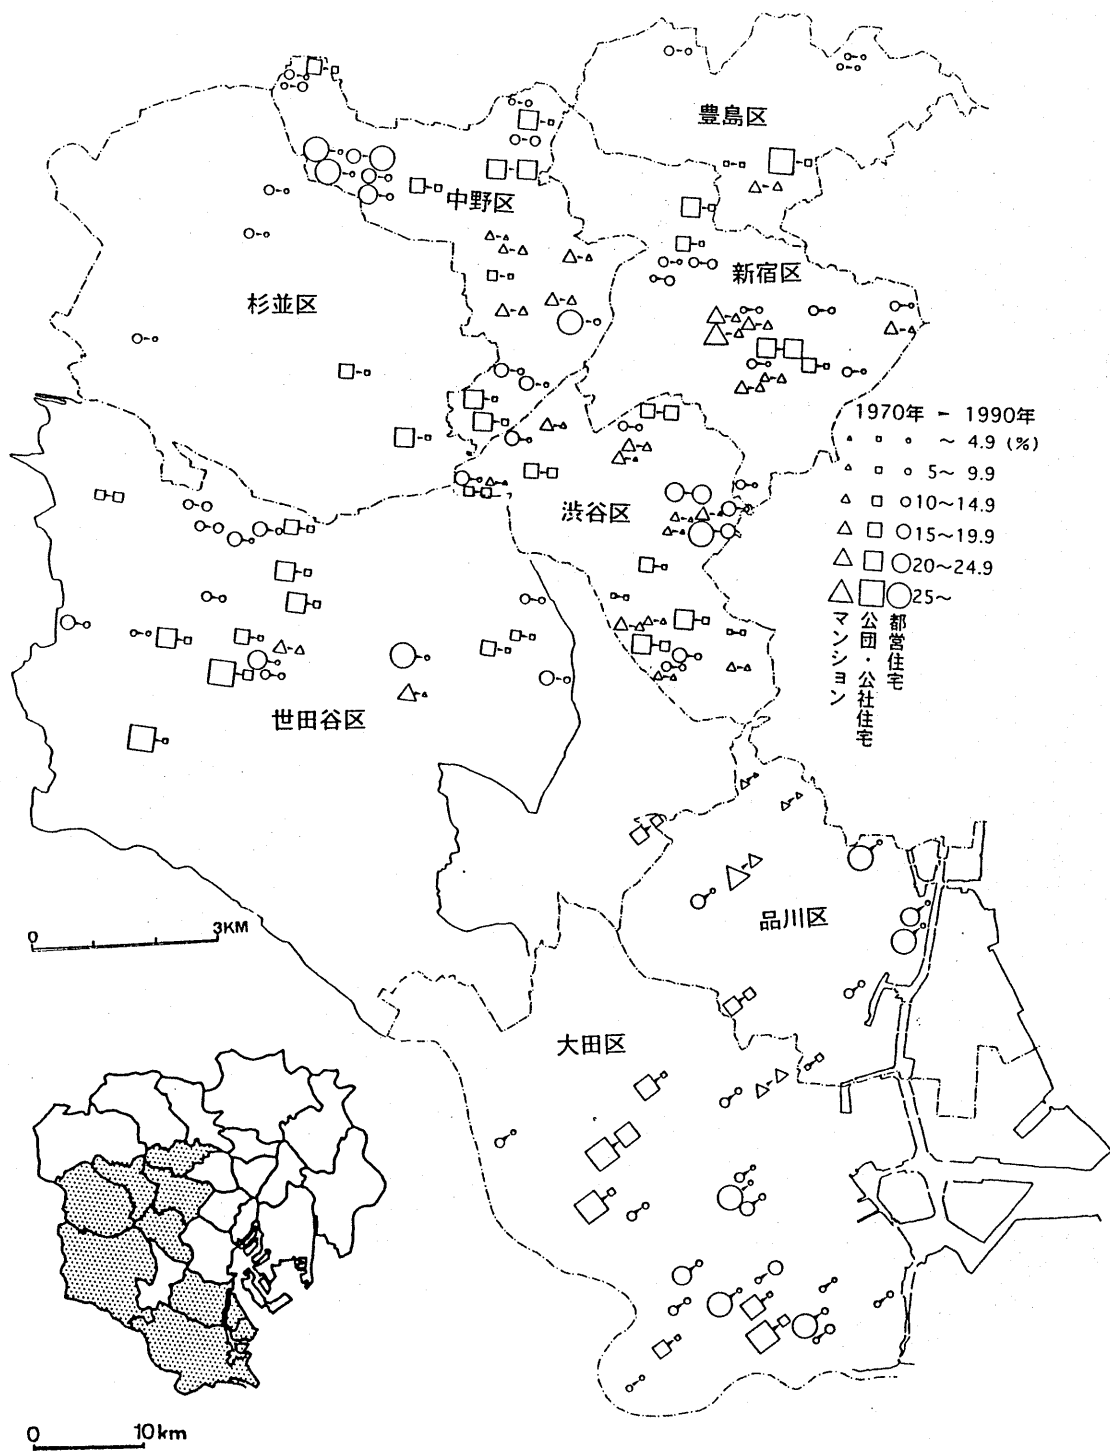 豊島区
中野区
新宿区
杉並区
1970年 - 1990年
～ 4.9 (%)
5～ 9.9
10～14.9
15～19.9
20～24.9
25～
マンション
公団・公社住宅
都営住宅
渋谷区
世田谷区
品川区
0 3KM
大田区
0 10km